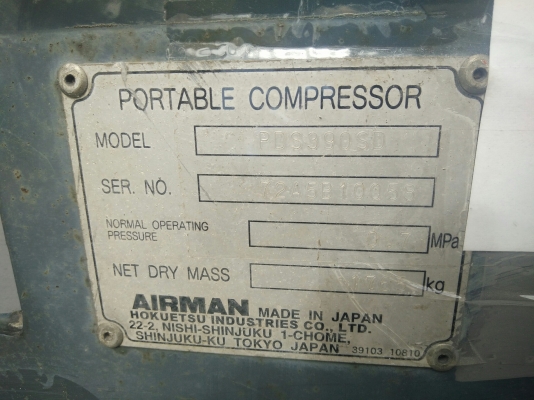 PORTABLE COMPRESSOR
MODEL
SER. NO.
NORMAL OPERATING
PRESSURE MPa
NET DRY MASS kg
AIRMAN MADE IN JAPAN
HOKUETSU INDUSTRIES CO., LTD.
22-2, NISHI-SHINJUKU 1-CHOME,
SHINJUKU-KU TOKYO JAPAN 39103 10810